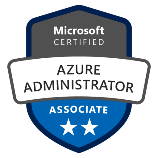 Microsoft
CERTIFIED
AZURE
ADMINISTRATOR
ASSOCIATE